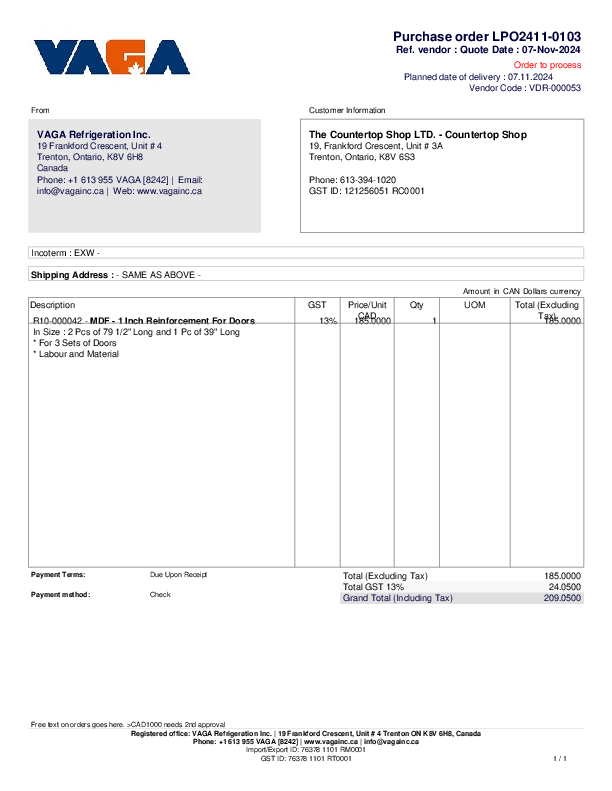 VAGA
Purchase order LPO2411-0103
Ref. vendor : Quote Date : 07-Nov-2024
Order to process
Planned date of delivery : 07.11.2024
Vendor Code : VDR-000053
From
Customer Information
VAGA Refrigeration Inc.
19 Frankford Crescent, Unit # 4
Trenton, Ontario, K8V 6H8
Canada
Phone: +1 613 955 VAGA [8242] | Email:
info@vagainc.ca | Web: www.vagainc.ca
The Countertop Shop LTD. - Countertop Shop
19, Frankford Crescent, Unit # 3A
Trenton, Ontario, K8V 6S3
Phone: 613-394-1020
GST ID: 121256051 RC0001
Incoterm : EXW -
Shipping Address : - SAME AS ABOVE -
Amount in CAN Dollars currency
Description GST Price/Unit CAD Qty UOM Total (Excluding Tax)
R10-000042 - MDF - 1 Inch Reinforcement For Doors 13% 185.0000 1 185.0000
In Size : 2 Pcs of 79 1/2" Long and 1 Pc of 39" Long
* For 3 Sets of Doors
* Labour and Material
Payment Terms: Due Upon Receipt
Payment method: Check
Total (Excluding Tax) 185.0000
Total GST 13% 24.0500
Grand Total (Including Tax) 209.0500
Free text on orders goes here. >CAD1000 needs 2nd approval
Registered office: VAGA Refrigeration Inc. | 19 Frankford Crescent, Unit # 4 Trenton ON K8V 6H8, Canada
Phone: +1 613 955 VAGA [8242] | www.vagainc.ca | info@vagainc.ca
Import/Export ID: 76378 1101 RM0001
GST ID: 76378 1101 RT0001
1 / 1